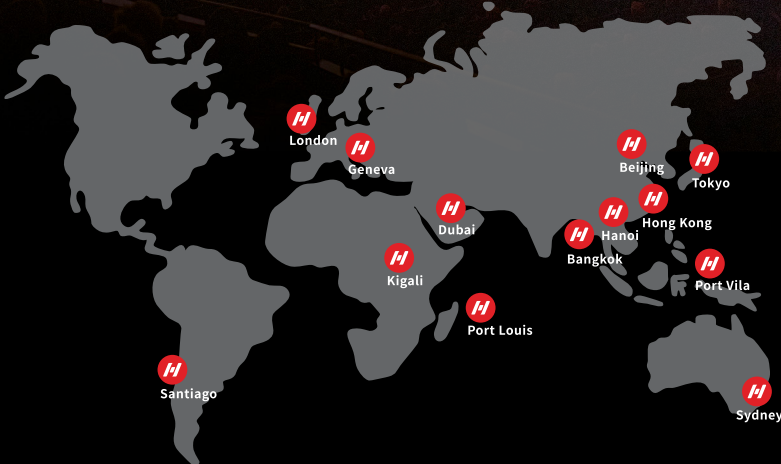 London
Geneva
Beijing
Tokyo
Hong Kong
Dubai
Hanoi
Bangkok
Kigali
Port Vila
Port Louis
Santiago
Sydney